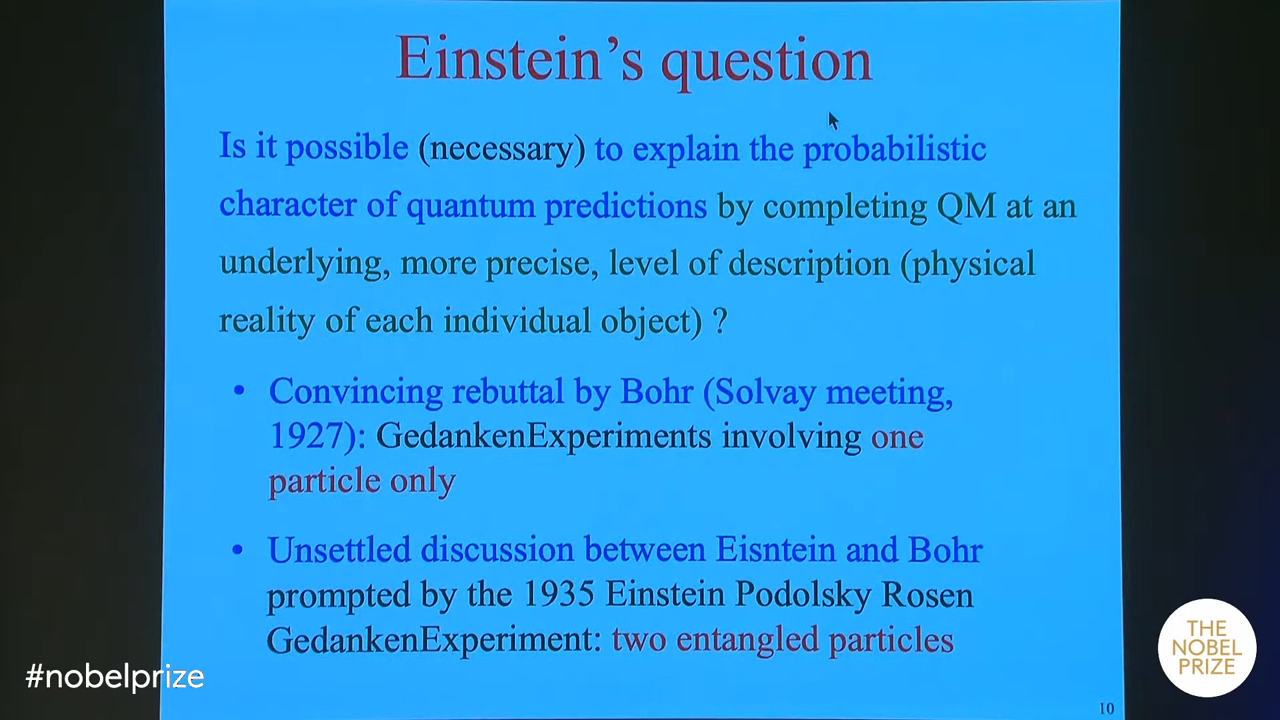 Einstein's question
Is it possible (necessary) to explain the probabilistic
character of quantum predictions by completing QM at an
underlying, more precise, level of description (physical
reality of each individual object) ?
• Convincing rebuttal by Bohr (Solvay meeting,
1927): GedankenExperiments involving one
particle only
• Unsettled discussion between Eisntein and Bohr
prompted by the 1935 Einstein Podolsky Rosen
GedankenExperiment: two entangled particles
10
#nobelprize
THE
NOBEL
PRIZE